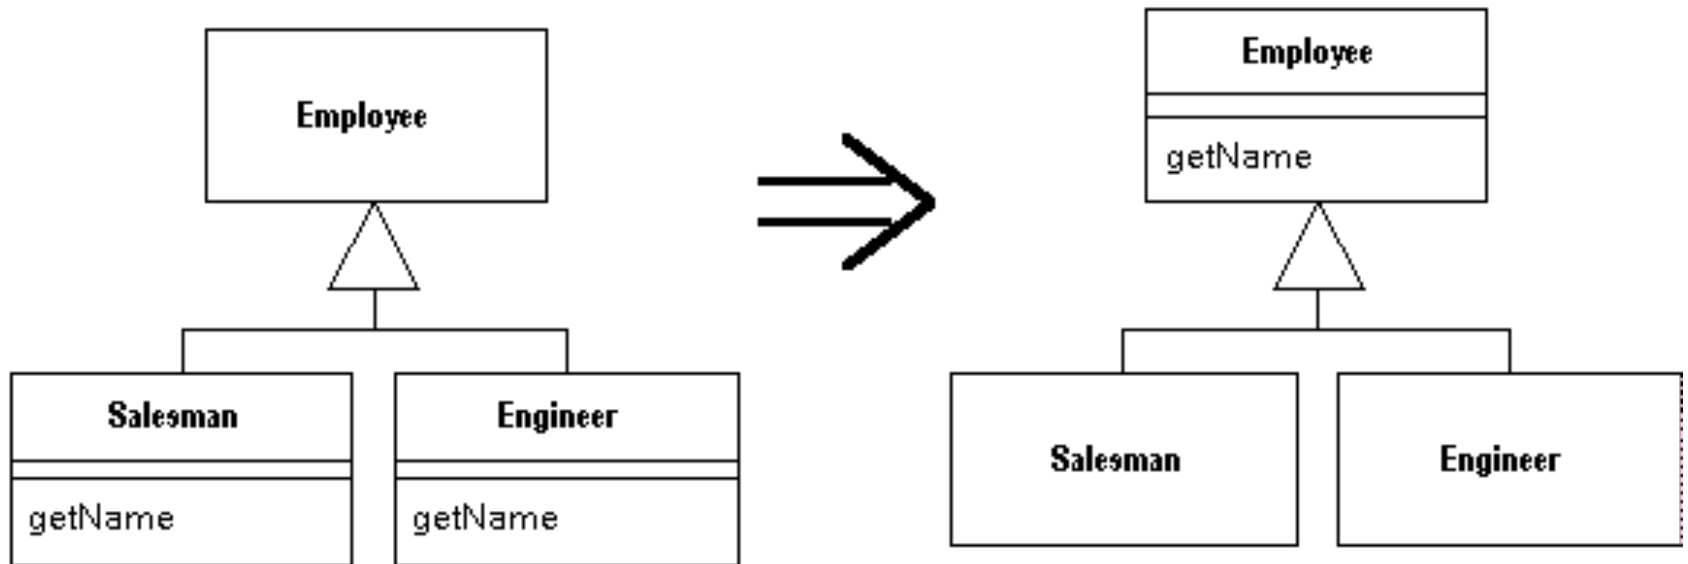 Employee
Salesman
getName
Engineer
getName
Employee
getName
Salesman
Engineer